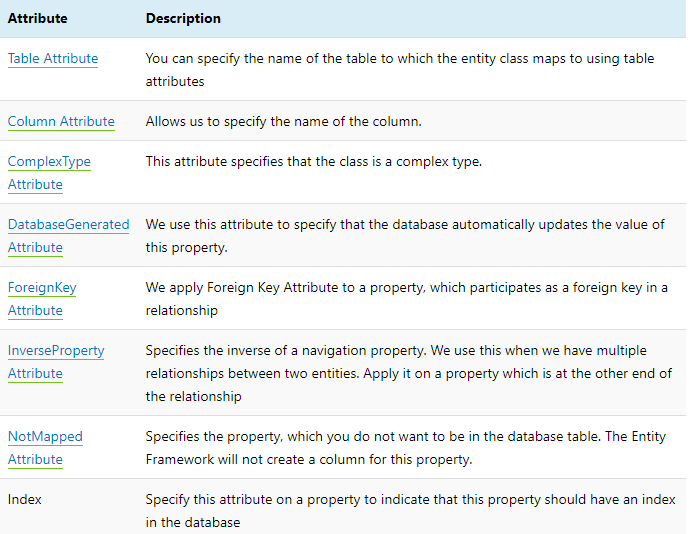 Attribute Description
Table Attribute You can specify the name of the table to which the entity class maps to using table
attributes
Column Attribute Allows us to specify the name of the column.
ComplexType This attribute specifies that the class is a complex type.
Attribute
DatabaseGenerated We use this attribute to specify that the database automatically updates the value of
Attribute this property.
ForeignKey We apply Foreign Key Attribute to a property, which participates as a foreign key in a
Attribute relationship
InverseProperty Specifies the inverse of a navigation property. We use this when we have multiple
Attribute relationships between two entities. Apply it on a property which is at the other end of
the relationship
NotMapped Specifies the property, which you do not want to be in the database table. The Entity
Attribute Framework will not create a column for this property.
Index Specify this attribute on a property to indicate that this property should have an index
in the database